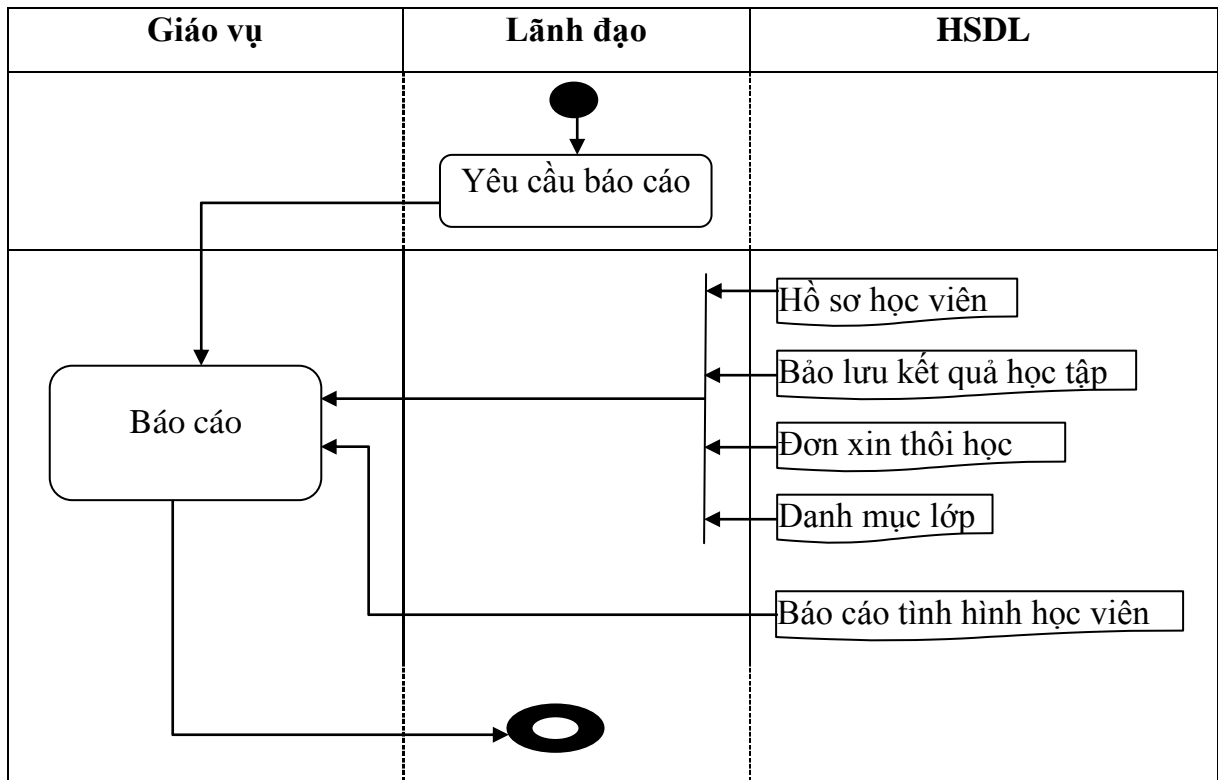 Giáo vụ
Lãnh đạo
HSDL
Yêu cầu báo cáo
Hồ sơ học viên
Bảo lưu kết quả học tập
Báo cáo
Đơn xin thôi học
Danh mục lớp
Báo cáo tình hình học viên